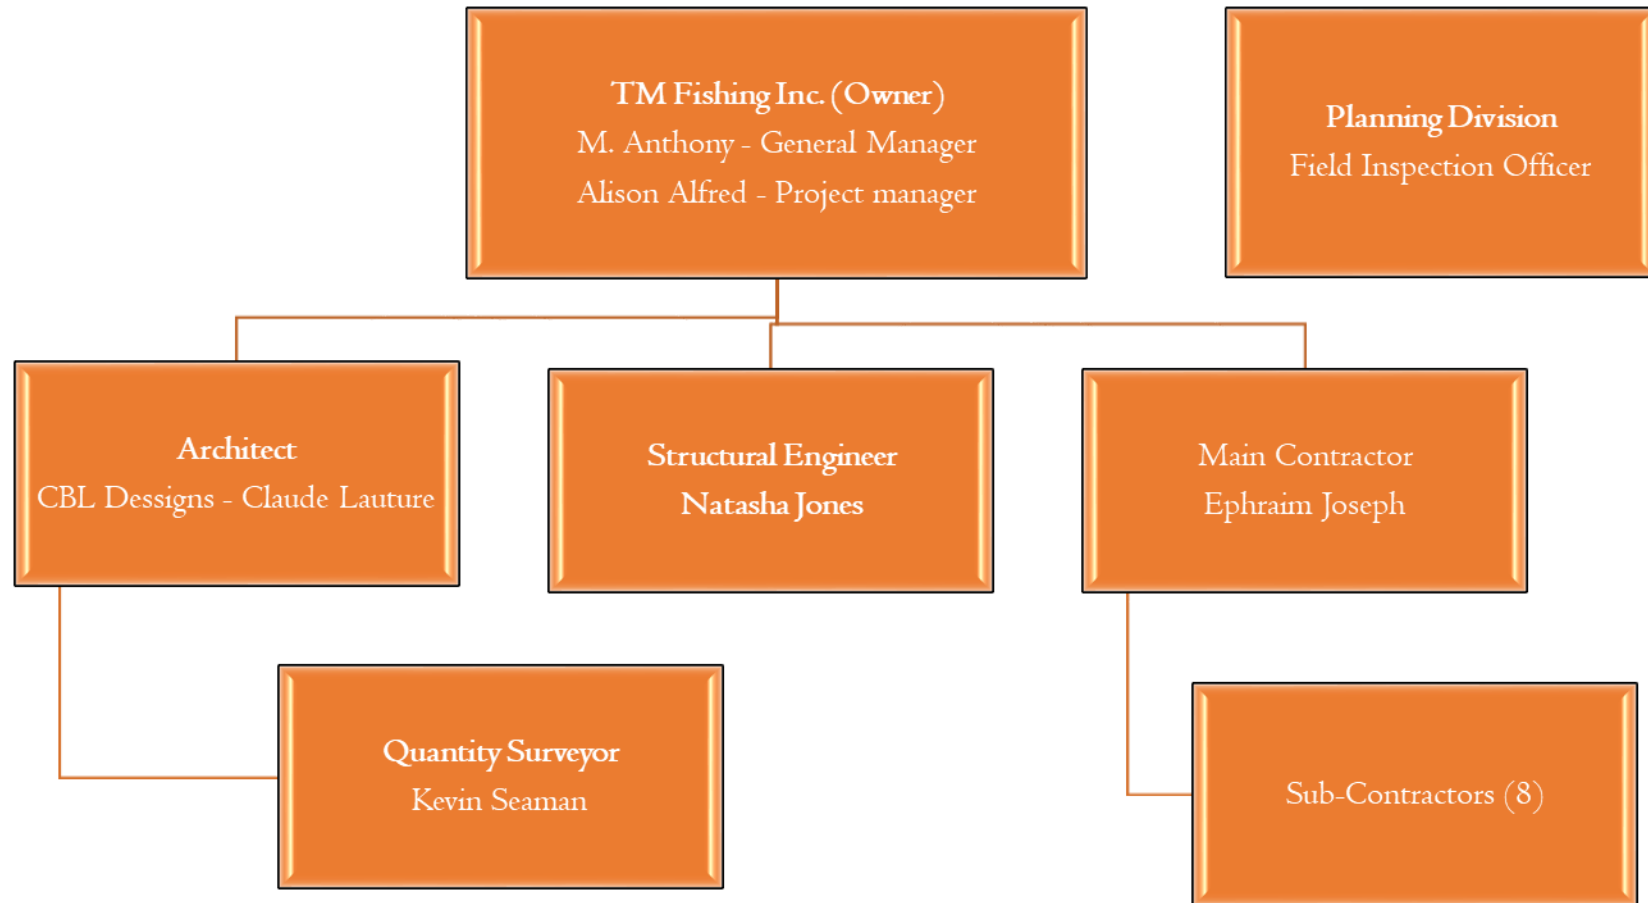 TM Fishing Inc. (Owner)
M. Anthony - General Manager
Alison Alfred - Project manager
Planning Division
Field Inspection Officer
Architect
CBL Dessigns - Claude Lauture
Structural Engineer
Natasha Jones
Main Contractor
Ephraim Joseph
Quantity Surveyor
Kevin Seaman
Sub-Contractors (8)